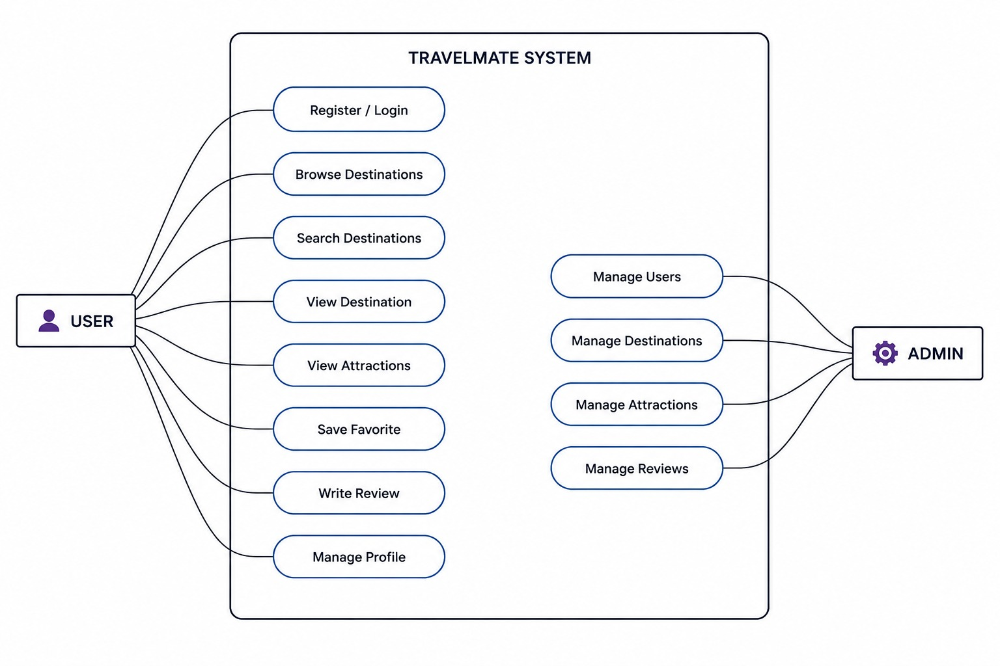 TRAVELMATE SYSTEM
Register / Login
Browse Destinations
Search Destinations
View Destination
View Attractions
Save Favorite
Write Review
Manage Profile
USER
Manage Users
Manage Destinations
Manage Attractions
Manage Reviews
ADMIN